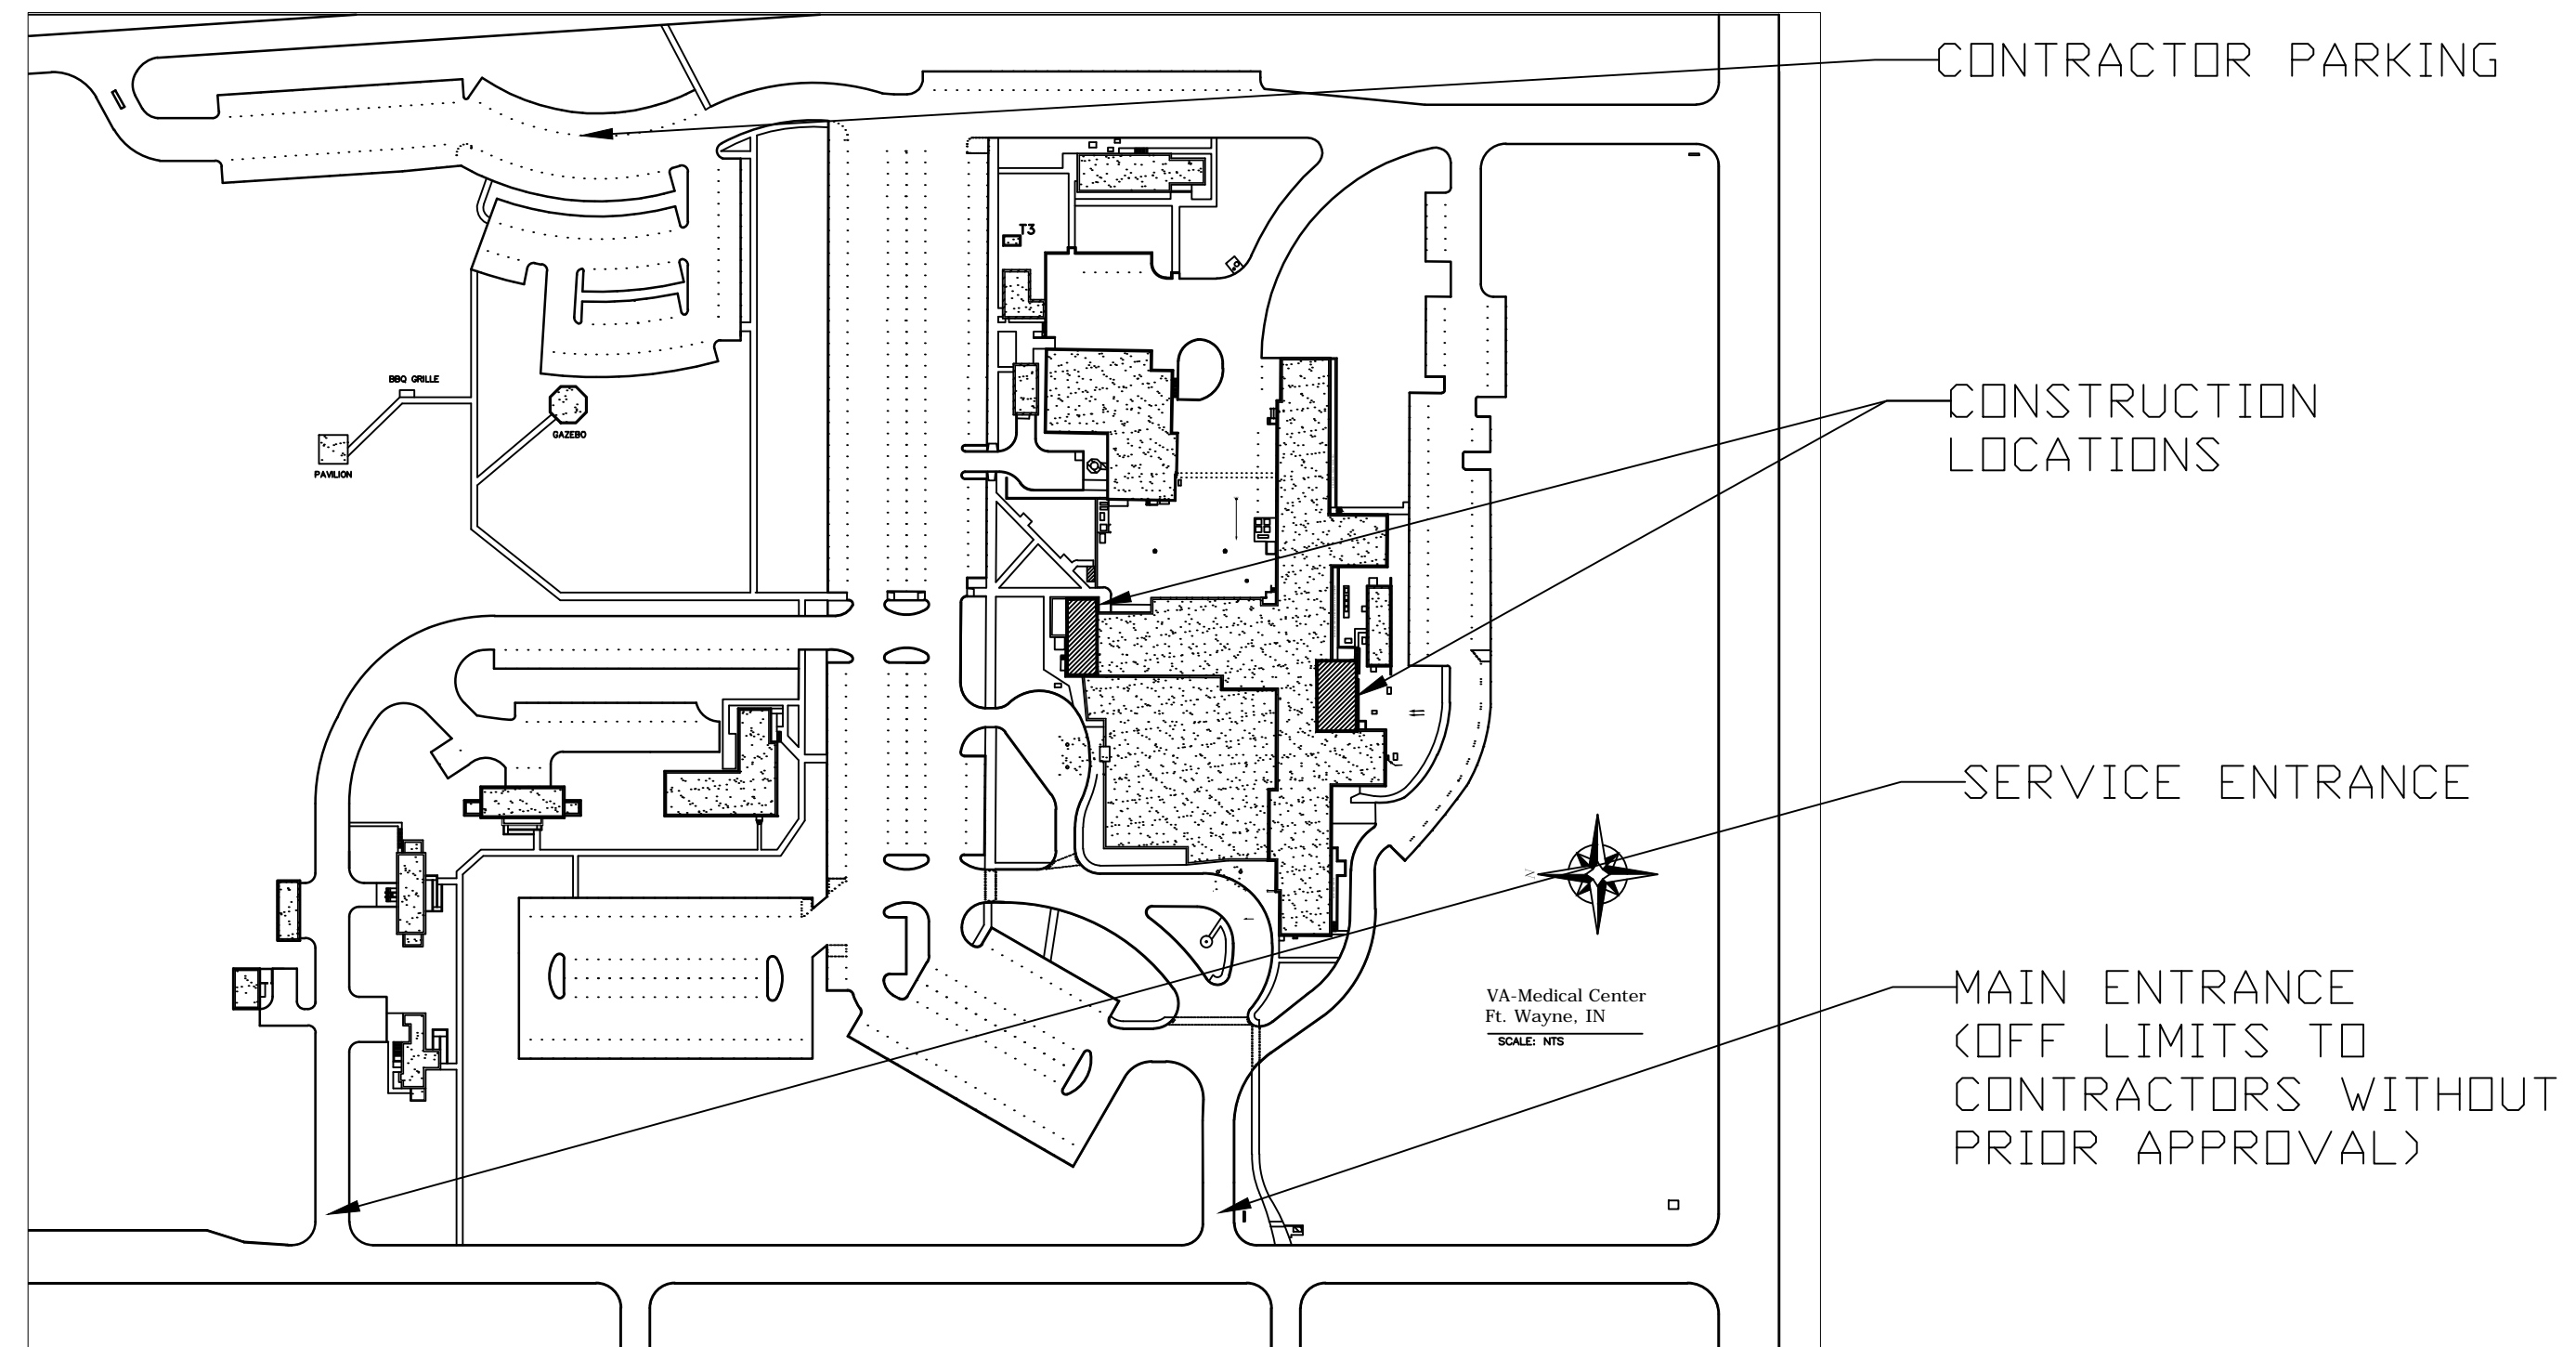 CONTRACTOR PARKING
T3
BBQ GRILLE
GAZEBO
PAVILION
CONSTRUCTION
LOCATIONS
SERVICE ENTRANCE
N
VA-Medical Center
Ft. Wayne, IN
SCALE: NTS
MAIN ENTRANCE
(OFF LIMITS TO
CONTRACTORS WITHOUT
PRIOR APPROVAL)